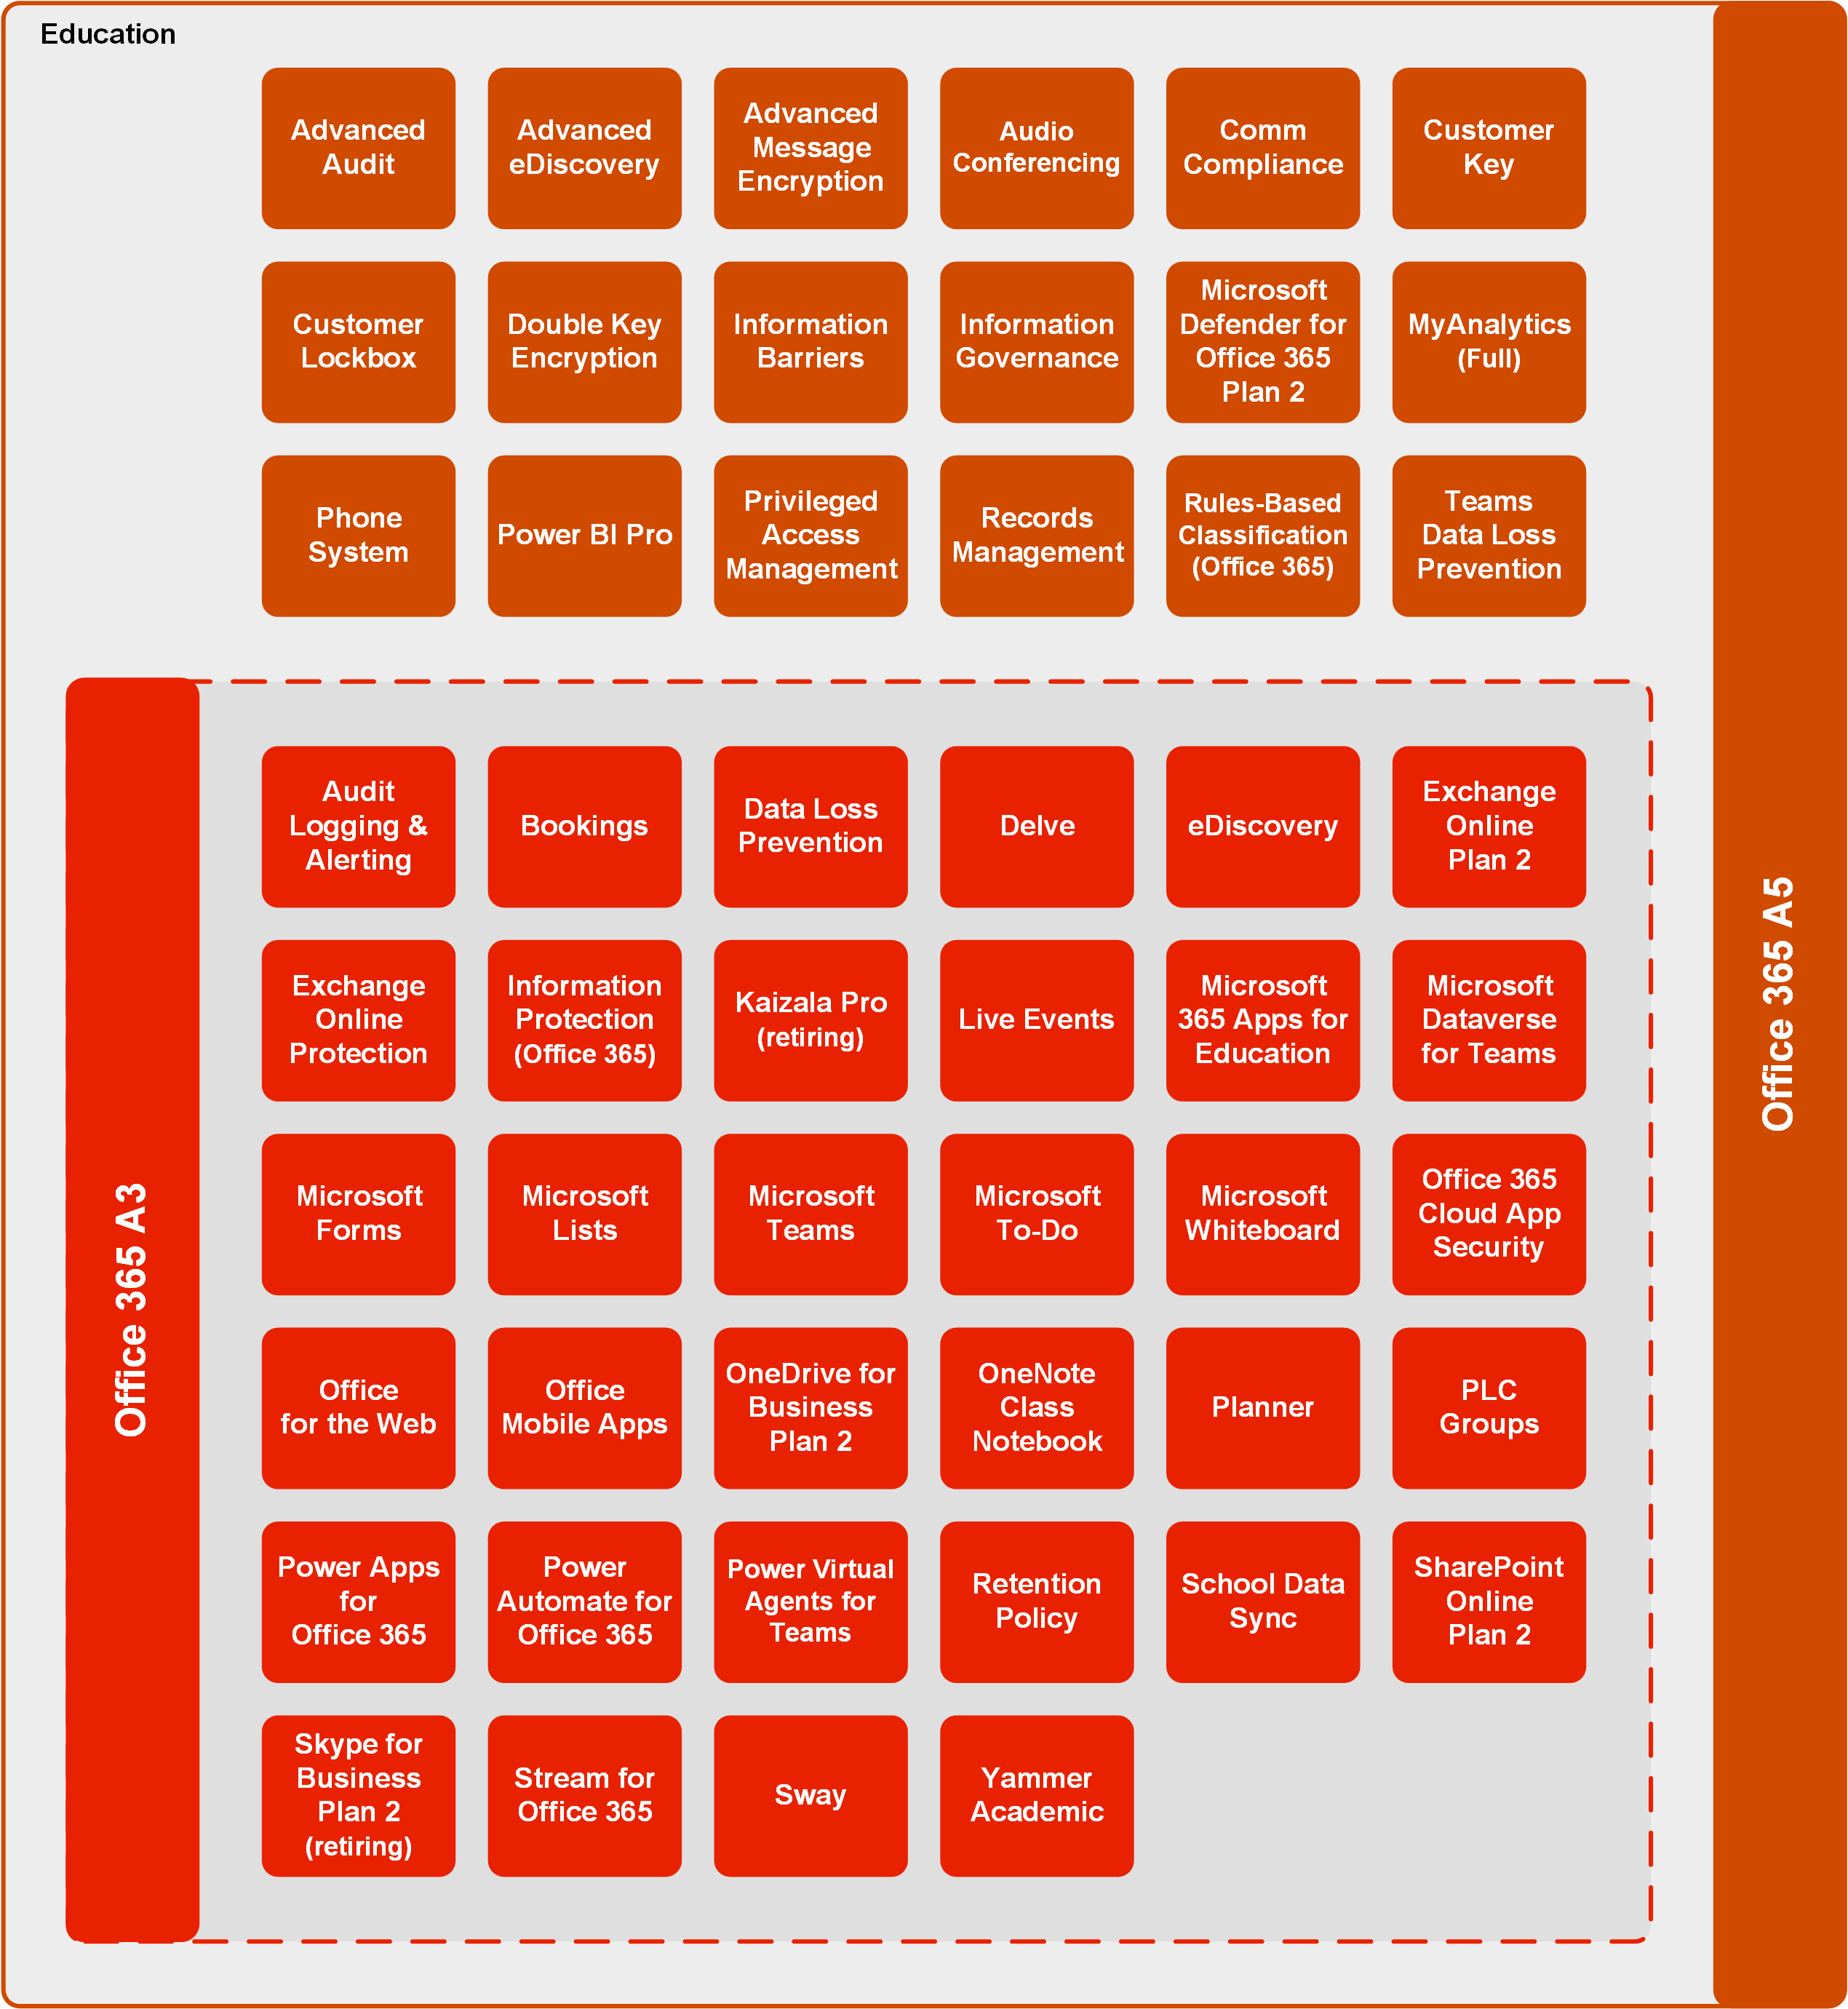 Education
Advanced
Audit
Advanced
eDiscovery
Advanced
Message
Encryption
Audio
Conferencing
Comm
Compliance
Customer
Key
Customer
Lockbox
Double Key
Encryption
Information
Barriers
Information
Governance
Microsoft
Defender for
Office 365
Plan 2
MyAnalytics
(Full)
Phone
System
Power BI Pro
Privileged
Access
Management
Records
Management
Rules-Based
Classification
(Office 365)
Teams
Data Loss
Prevention
Office 365 A5
Office 365 A3
Audit
Logging &
Alerting
Bookings
Data Loss
Prevention
Delve
eDiscovery
Exchange
Online
Plan 2
Exchange
Online
Protection
Information
Protection
(Office 365)
Kaizala Pro
(retiring)
Live Events
Microsoft
365 Apps for
Education
Microsoft
Dataverse
for Teams
Microsoft
Forms
Microsoft
Lists
Microsoft
Teams
Microsoft
To-Do
Microsoft
Whiteboard
Office 365
Cloud App
Security
Office
for the Web
Office
Mobile Apps
OneDrive for
Business
Plan 2
OneNote
Class
Notebook
Planner
PLC
Groups
Power Apps
for
Office 365
Power
Automate for
Office 365
Power Virtual
Agents for
Teams
Retention
Policy
School Data
Sync
SharePoint
Online
Plan 2
Skype for
Business
Plan 2
(retiring)
Stream for
Office 365
Sway
Yammer
Academic